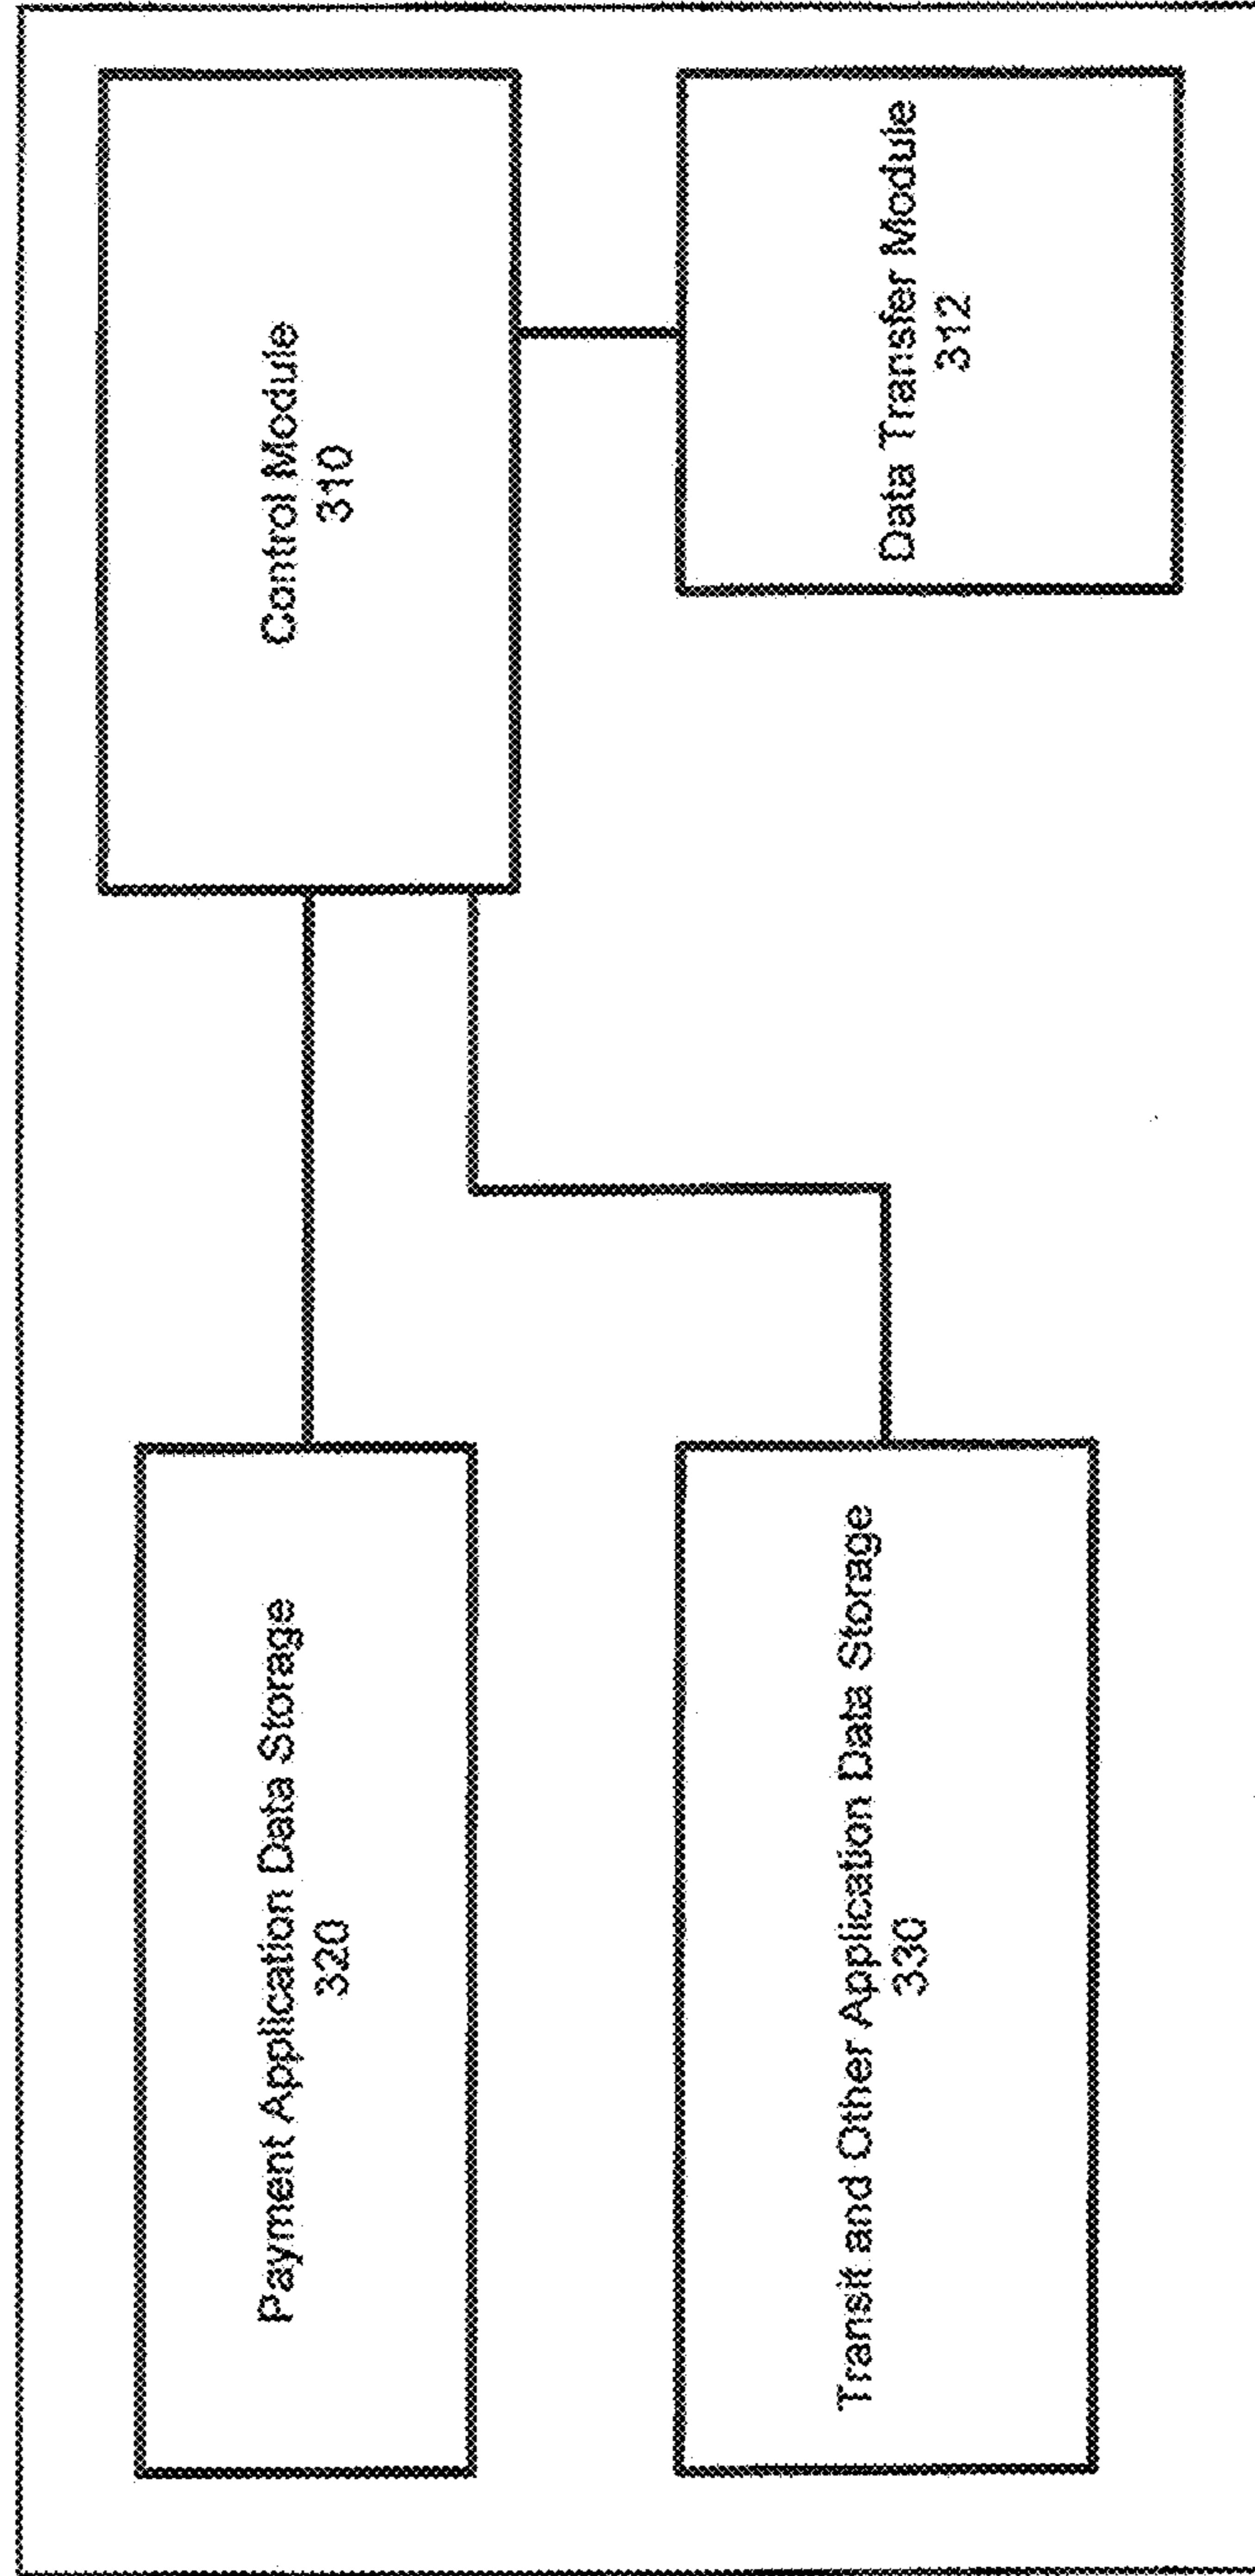 Payment Application Data Storage
320
Control Module
310
Transit and Other Application Data Storage
330
Data Transfer Module
312